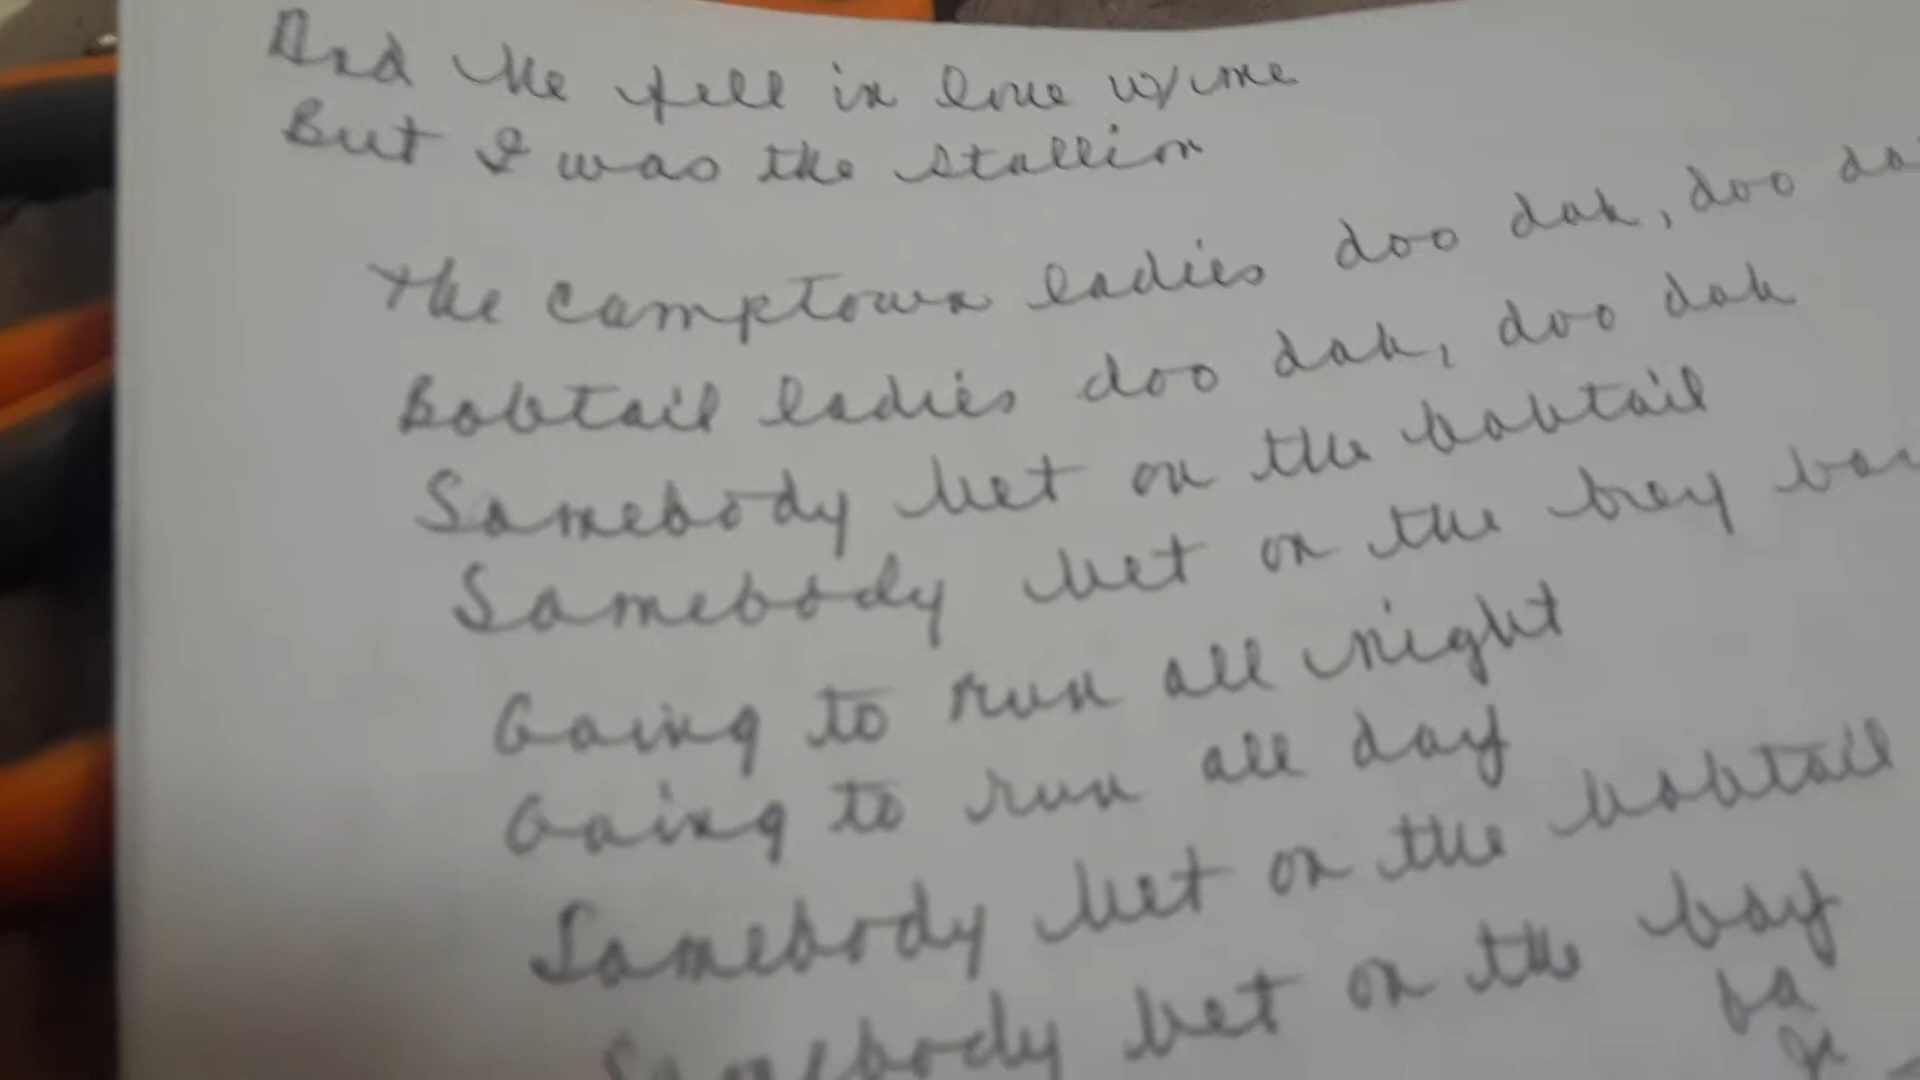 And he fell in love w/me
But I was the stallion
The camptown ladies doo dah, doo da
Bobtail ladies doo dah, doo dah
Somebody bet on the bobtail
Somebody bet on the
Going to run all night
Going to run all day
Somebody bet on the bobtail
Somebody bet on the bay
ba